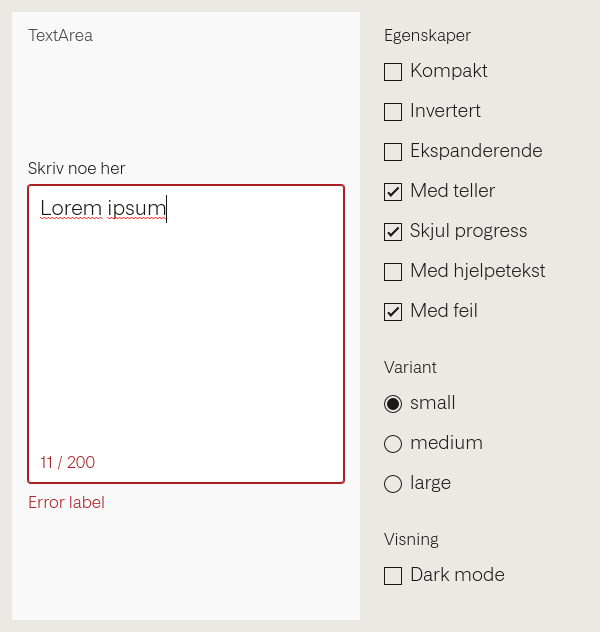 TextArea
Skriv noe her
Lorem ipsum
11 / 200
Error label
Egenskaper
Kompakt
Invertert
Ekspanderende
Med teller
Skjul progress
Med hjelpetekst
Med feil
Variant
small
medium
large
Visning
Dark mode